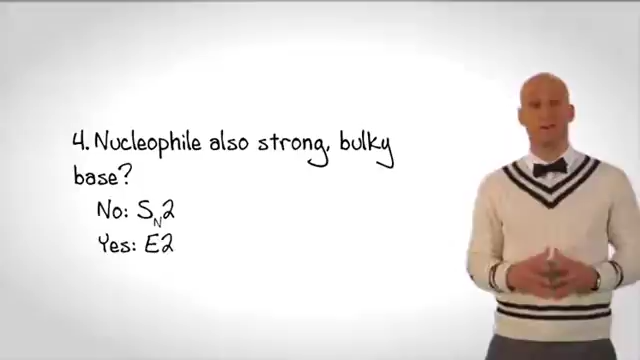 4. Nucleophile also strong, bulky
base?
No: SN2
Yes: E2